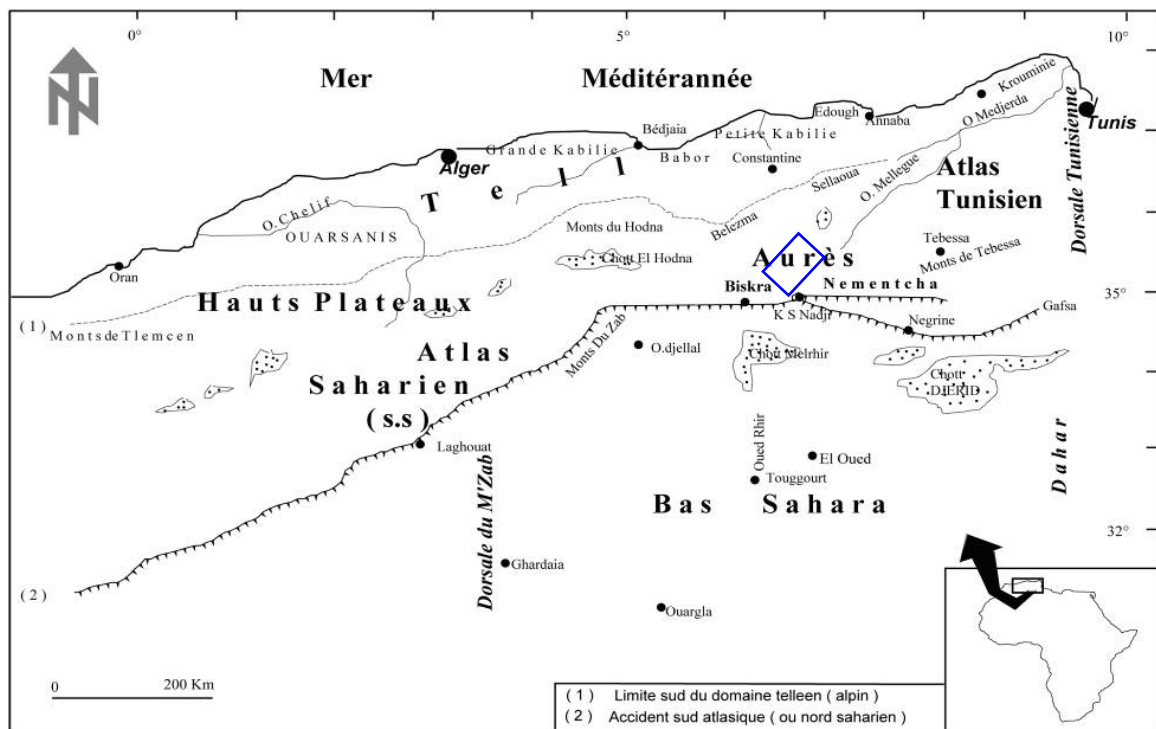 0°
5°
10°
N
Mer Méditérannée
Krouminie
Edough
Annaba
O Medjerda
Tunis
Bédjaia
Petite Kabilie
Grande Kabilie
Babor
Constantine
Alger
Tell
Sellaoua
O. Mellegue
Atlas
Tunisien
Dorsale Tunisienne
O. Chelif
OUARSANIS
Monts du Hodna
Belezma
Tebessa
Monts de Tebessa
Chott El Hodna
Aurès
Oran
Biskra
Nementcha
35°
Hauts Plateaux
K S Nadji
Gafsa
( 1 )
Monts de Tlemcen
Negrine
Monts Du Zab
O.djellal
Chott Melrhir
Atlas
Saharien
( s.s )
Chott
DJERID
Laghouat
Oued Rhir
El Oued
Touggourt
Dahar
Dorsale du M'Zab
Bas Sahara
32°
Ghardaia
( 2 )
Ouargla
0 200 Km
( 1 ) Limite sud du domaine telleen ( alpin )
( 2 ) Accident sud atlasique ( ou nord saharien )